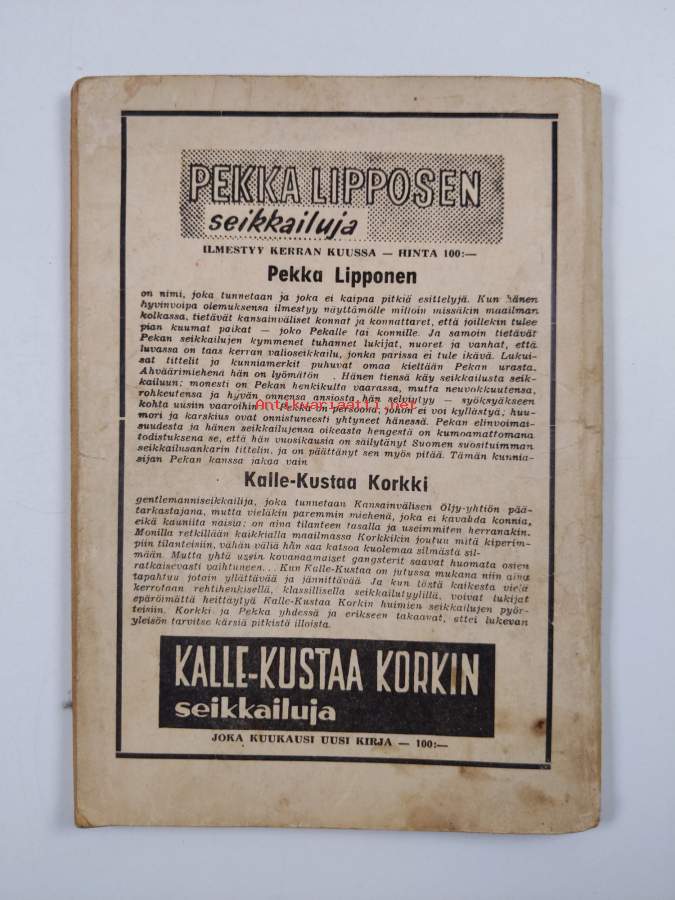 PEKKA LIPPOSEN
seikkailuja
ILMESTYY KERRAN KUUSSA — HINTA 100:—
Pekka Lipponen
on nimi, joka tunnetaan ja joka ei kaipaa pitkiä esittelyjä. Kun hänen
hyvinvoipa olemuksensa ilmestyy näyttämölle milloin missäkin maailman
kolkassa, tietävät kansainväliset konnat ja konnattaret, että joillekin tulee
pian kuumat paikat — joko Pekalle tai konnille. Ja samoin tietävät
Pekan seikkailujen kymmenet tuhannet lukijat, nuoret ja vanhat, että
luvassa on taas kerran valioseikkailu, jonka parissa ei tule ikävä. Lukui-
sat tittelit ja kunniamerkit puhuvat omaa kieltään Pekan urasta.
Ahväärimiehenä hän on lyömätön . Hänen tiensä käy seikkailusta seik-
kailuun; monesti on Pekan henkikulta vaarassa, mutta neuvokkuutensa,
rohkeutensa ja hyvän onnensa ansiosta hän selviytyy — syöksyäkseen
kohta uusiin vaaroihin. Pekka on persoona, johon ei voi kyllästyä, huu-
mori ja karskius ovat onnistuneesti yhtyneet hänessä. Pekan elinvoimai-
suudesta ja hänen seikkailujensa oikeasta hengestä on kumoamattomana
todistuksena se, että hän vuosikausia on säilytänyt Suomen suosituimman
seikkailusankarin tittelin, ja on päättänyt sen myös pitää. Tämän kunnia-
sijan Pekan kanssa jakaa vain
Antikvariaatti.net
Kalle-Kustaa Korkki
gentlemanniseikkailija, joka tunnetaan Kansainvälisen Öljy-yhtiön pää-
tarkastajana, mutta vieläkin paremmin miehenä, joka ei kavahda konnia,
eikä kauniita naisia: on aina tilanteen tasalla ja useimmiten herranakin.
Monilla retkillään kaikkialla maailmassa Korkkikin joutuu mitä kiperim-
piin tilanteisiin, vähän väliä hän saa katsoa kuolemaa silmästä sil-
mään. Mutta yhtä usein kovanaamaiset gangsterit saavat huomata osien
ratkaisevasti vaihtuneen... Kun Kalle-Kustaa on jutussa mukana niin aina
tapahtuu jotain yllättävää ja jännittävää Ja kun tästä kaikesta vielä
kerrotaan rehtihenkisellä, klassillisella seikkailutyylillä, voivat lukijat
epäröimättä heittäytyä Kalle-Kustaa Korkin huimien seikkailujen pyör-
teisiin. Korkki ja Pekka yhdessä ja erikseen takaavat, ettei lukevan
yleisön tarvitse kärsiä pitkistä illoista.
KALLE-KUSTAA KORKIN
seikkailuja
JOKA KUUKAUSI UUSI KIRJA — 100:—